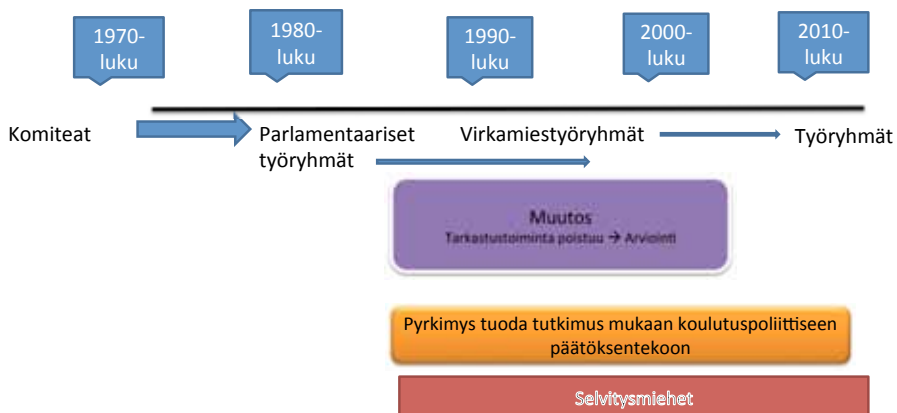 1970-
luku
1980-
luku
1990-
luku
2000-
luku
2010-
luku
Komiteat
Parlamentaariset
työryhmät
Virkamiestyöryhmät
Työryhmät
Muutos
Tarkastustoiminta poistuu → Arviointi
Pyrkimys tuoda tutkimus mukaan koulutuspoliittiseen
päätöksentekoon
Selvitysmiehet